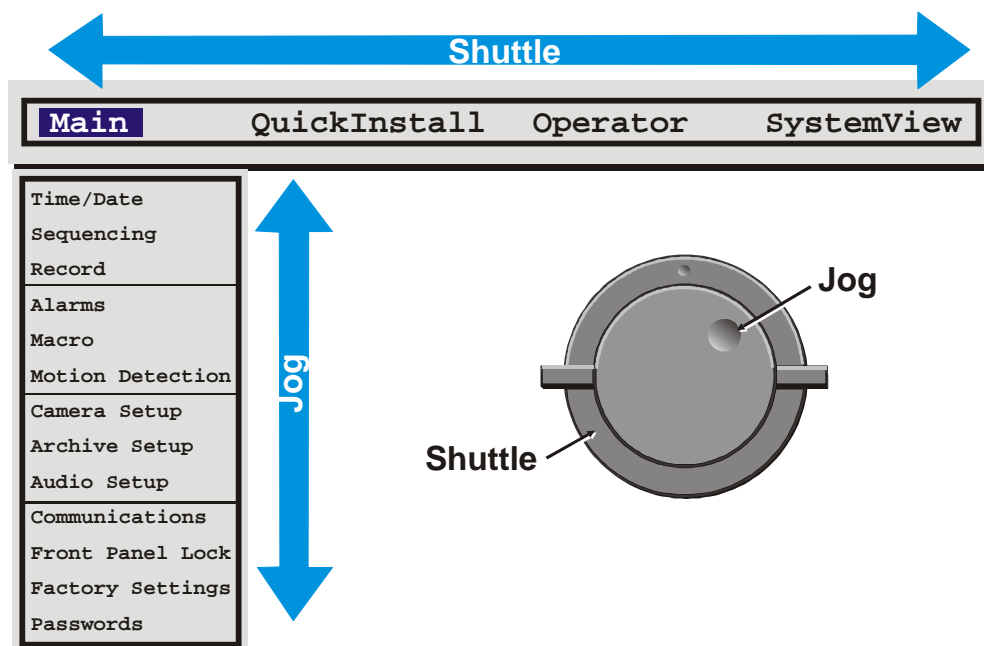 Shuttle
Main QuickInstall Operator SystemView
Time/Date
Sequencing
Record
Alarms
Macro
Motion Detection
Camera Setup
Archive Setup
Audio Setup
Communications
Front Panel Lock
Factory Settings
Passwords
Jog
Jog
Shuttle